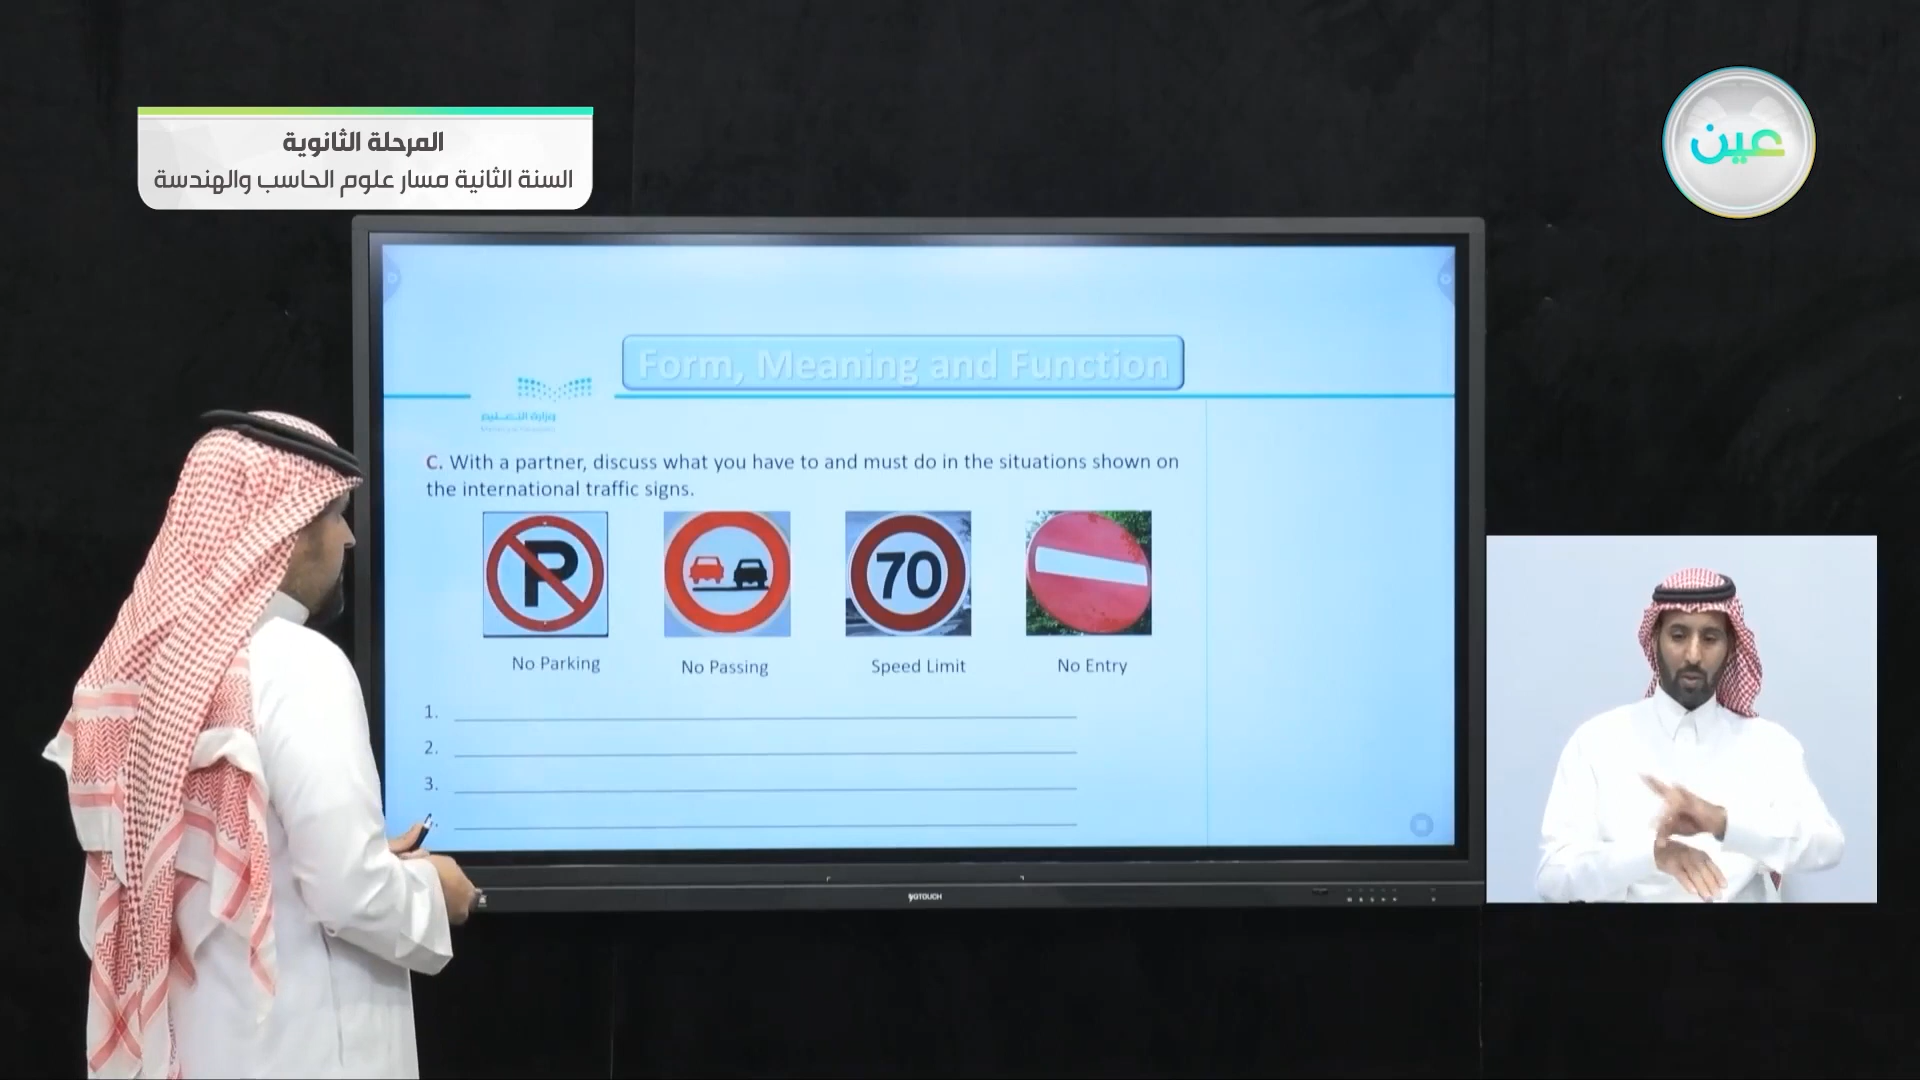 المرحلة الثانوية
السنة الثانية مسار علوم الحاسب والهندسة
عين
Form, Meaning and Function
وزارة التعليم
C. With a partner, discuss what you have to and must do in the situations shown on
the international traffic signs.
P
70
No Parking
No Passing
Speed Limit
No Entry
1.
2.
3.